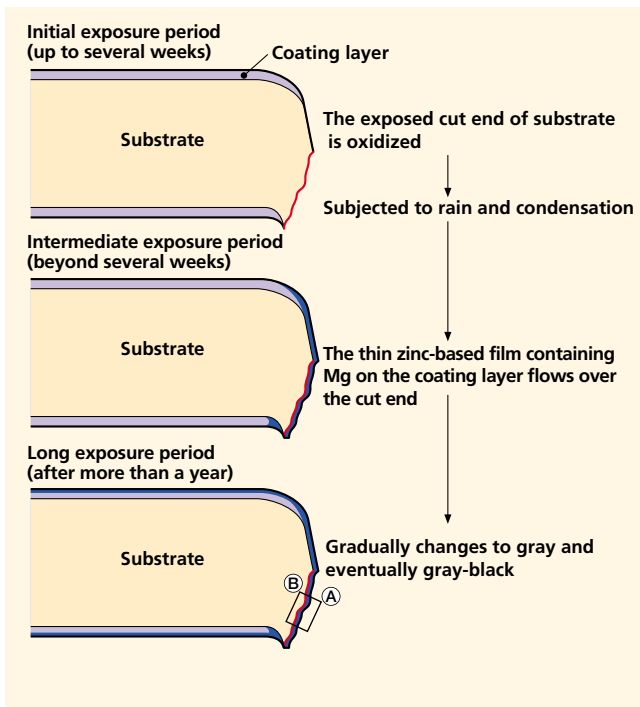 Initial exposure period
(up to several weeks)
Coating layer
Substrate
The exposed cut end of substrate
is oxidized
Subjected to rain and condensation
Intermediate exposure period
(beyond several weeks)
Substrate
The thin zinc-based film containing
Mg on the coating layer flows over
the cut end
Long exposure period
(after more than a year)
Substrate
Gradually changes to gray and
eventually gray-black
B
A